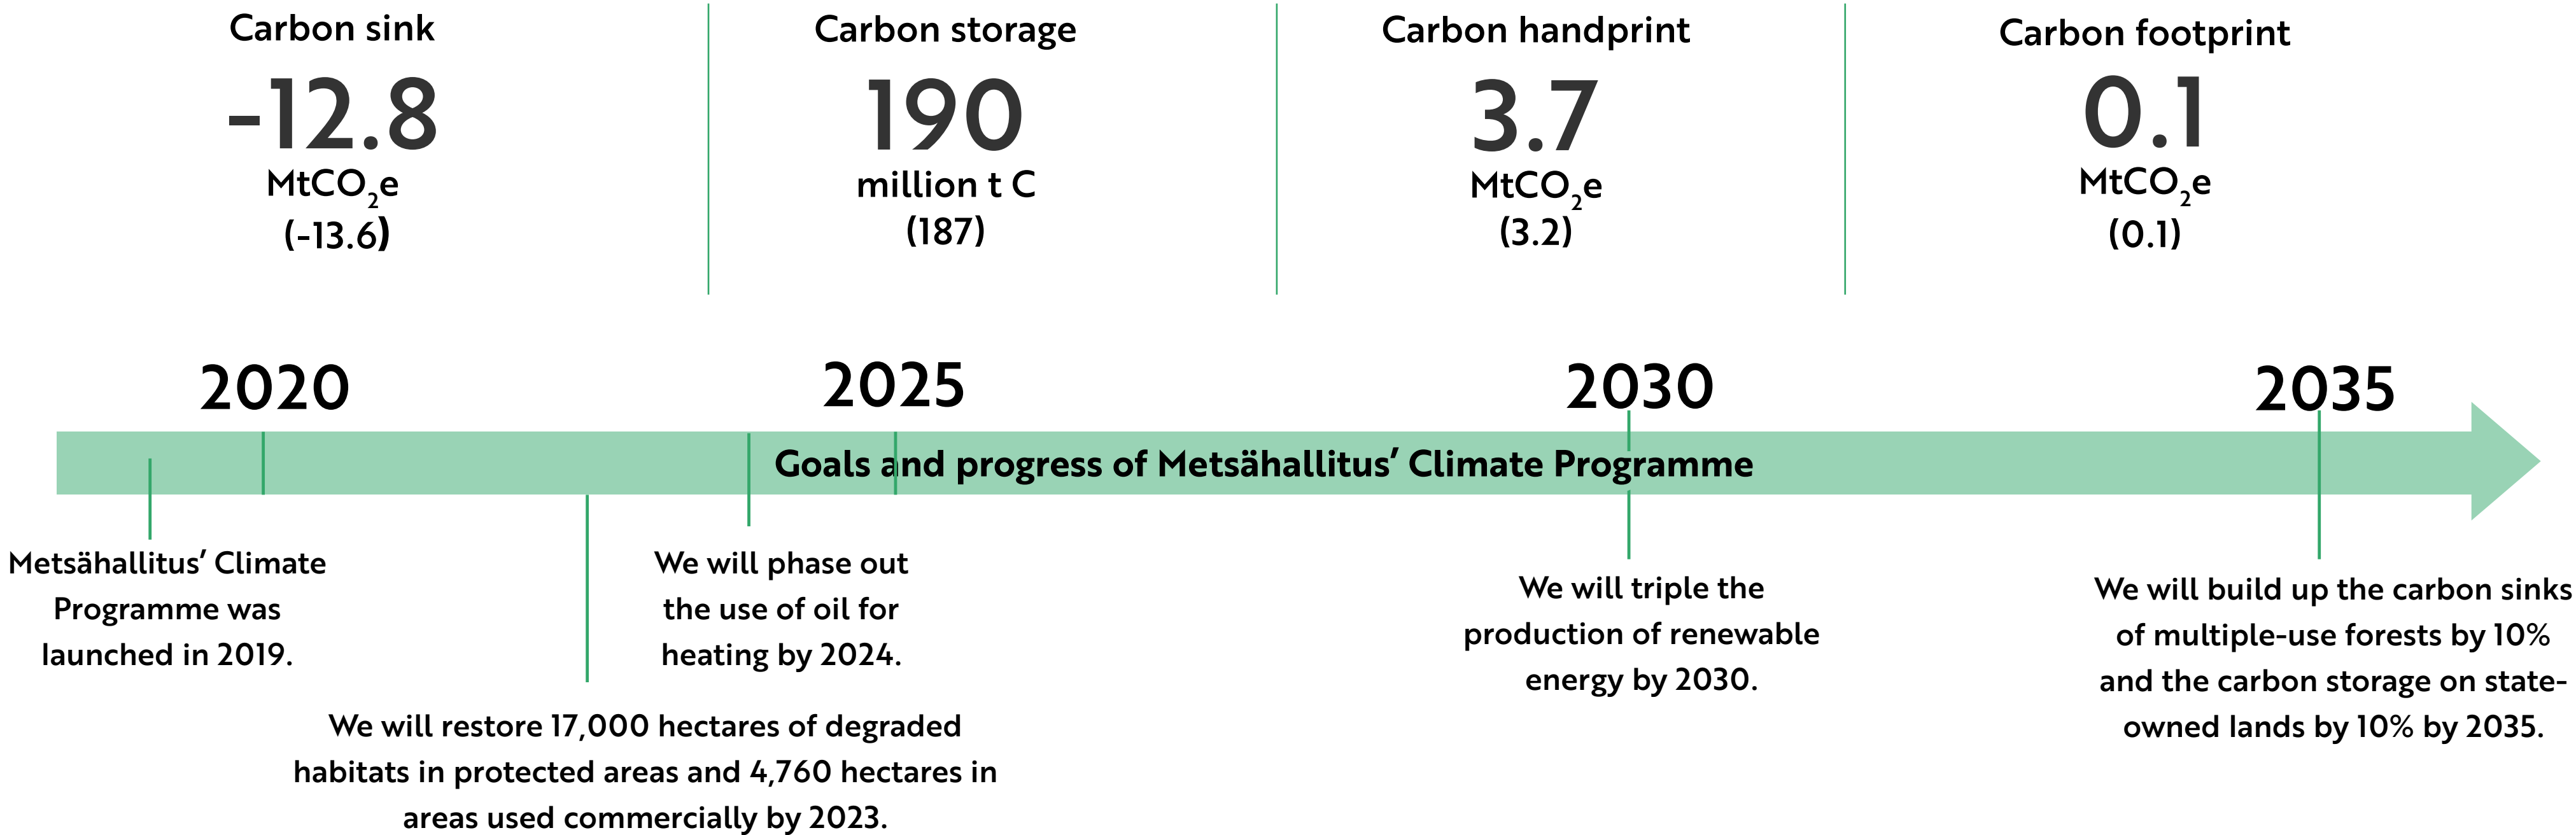 Carbon sink
-12.8
MtCO₂e
(-13.6)
Carbon storage
190
million t C
(187)
Carbon handprint
3.7
MtCO₂e
(3.2)
Carbon footprint
0.1
MtCO₂e
(0.1)
2020
2025
2030
2035
Goals and progress of Metsähallitus’ Climate Programme
Metsähallitus’ Climate
Programme was
launched in 2019.
We will restore 17,000 hectares of degraded
habitats in protected areas and 4,760 hectares in
areas used commercially by 2023.
We will phase out
the use of oil for
heating by 2024.
We will triple the
production of renewable
energy by 2030.
We will build up the carbon sinks
of multiple-use forests by 10%
and the carbon storage on state-
owned lands by 10% by 2035.